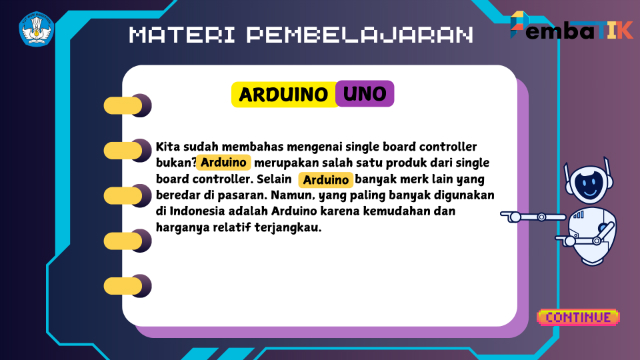 MATERI PEMBELAJARAN
PembaTIK
ARDUINO UNO
Kita sudah membahas mengenai single board controller
bukan? Arduino merupakan salah satu produk dari single
board controller. Selain Arduino banyak merk lain yang
beredar di pasaran. Namun, yang paling banyak digunakan
di Indonesia adalah Arduino karena kemudahan dan
harganya relatif terjangkau.
CONTINUE